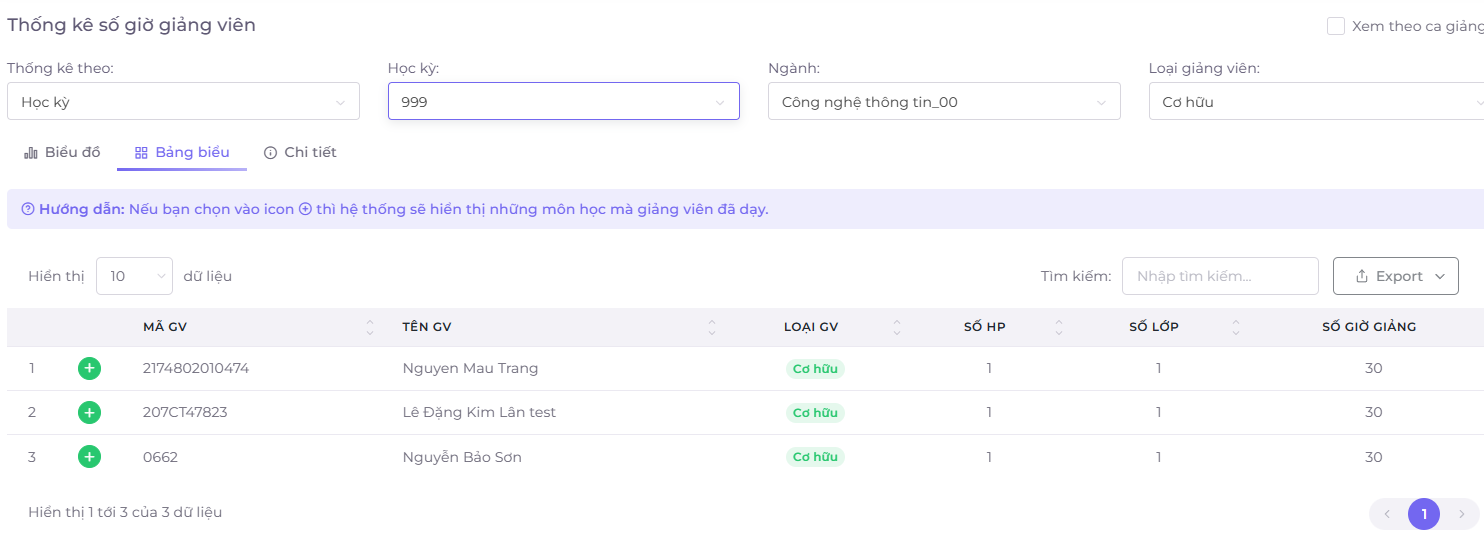 Thống kê số giờ giảng viên
Xem theo ca giảng
Thống kê theo: Học kỳ: Ngành: Loại giảng viên:
Học kỳ 999 Công nghệ thông tin_00 Cơ hữu
Biểu đồ Bảng biểu Chi tiết
Hướng dẫn: Nếu bạn chọn vào icon thì hệ thống sẽ hiển thị những môn học mà giảng viên đã dạy.
Hiển thị 10 dữ liệu Tìm kiếm: Nhập tìm kiếm... Export
MÃ GV TÊN GV LOẠI GV SỐ HP SỐ LỚP SỐ GIỜ GIẢNG
1 2174802010474 Nguyen Mau Trang Cơ hữu 1 1 30
2 207CT47823 Lê Đặng Kim Lân test Cơ hữu 1 1 30
3 0662 Nguyễn Bảo Sơn Cơ hữu 1 1 30
Hiển thị 1 tới 3 của 3 dữ liệu 1